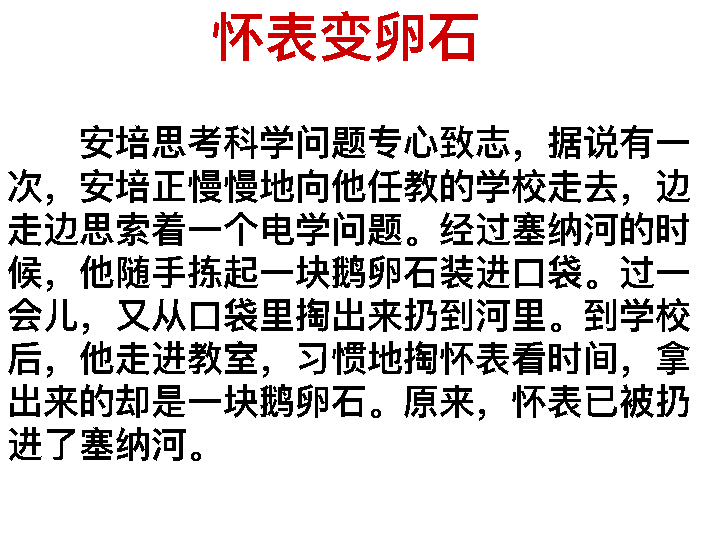 怀表变卵石
安培思考科学问题专心致志，据说有一
次，安培正慢慢地向他任教的学校走去，边
走边思索着一个电学问题。经过塞纳河的时
候，他随手拣起一块鹅卵石装进口袋。过一
会儿，又从口袋里掏出来扔到河里。到学校
后，他走进教室，习惯地掏怀表看时间，拿
出来的却是一块鹅卵石。原来，怀表已被扔
进了塞纳河。